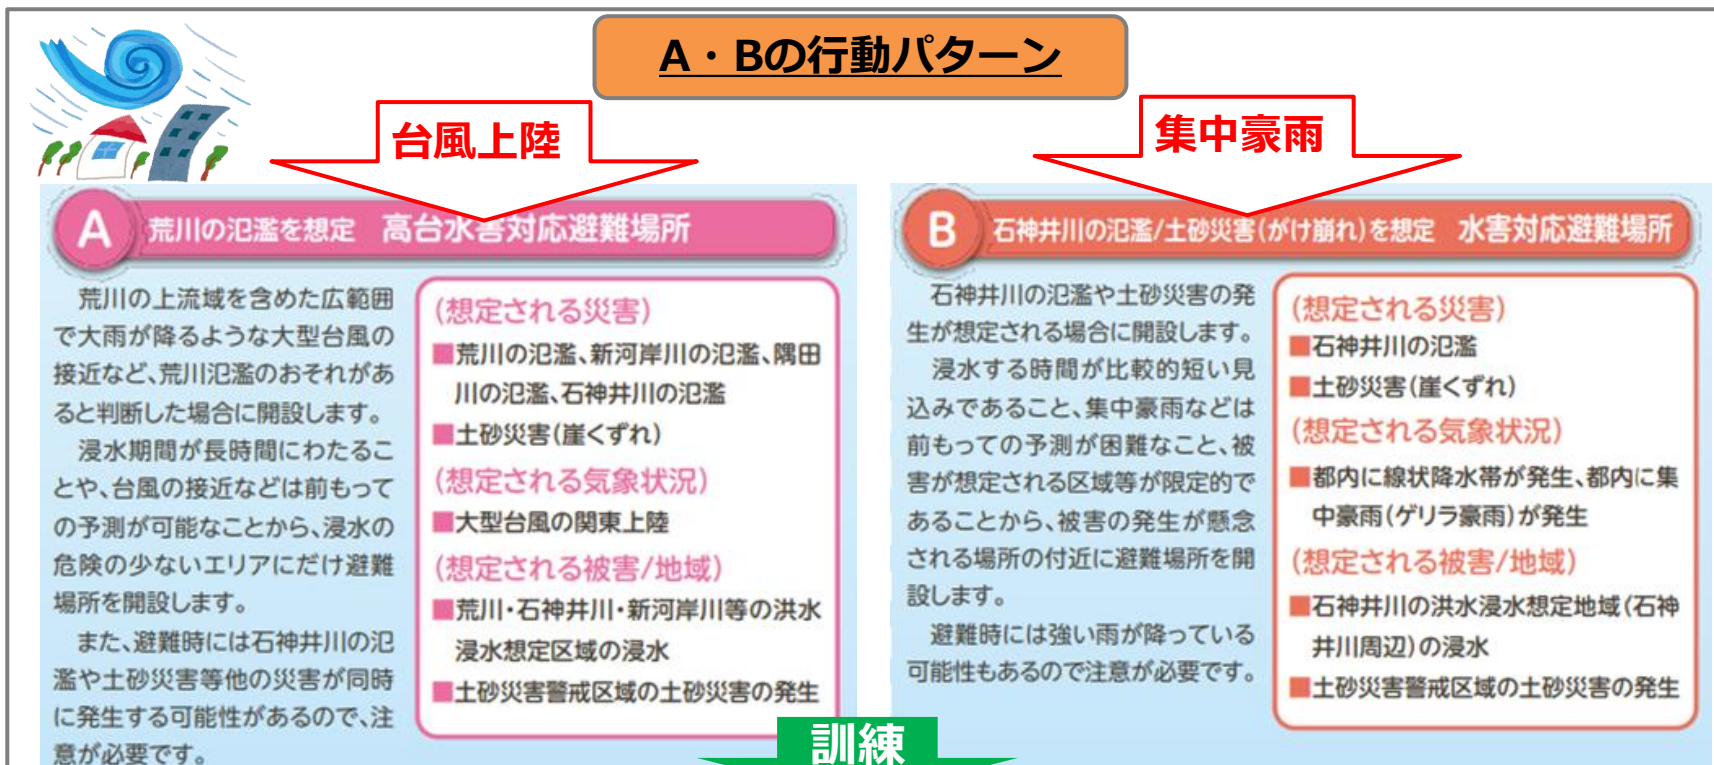 A・Bの行動パターン
台風上陸
集中豪雨
A 荒川の氾濫を想定 高台水害対応避難場所
荒川の上流域を含めた広範囲
で大雨が降るような大型台風の
接近など、荒川氾濫のおそれがあ
ると判断した場合に開設します。
浸水期間が長時間にわたるこ
とや、台風の接近などは前もって
の予測が可能なことから、浸水の
危険の少ないエリアにだけ避難
場所を開設します。
また、避難時には石神井川の氾
濫や土砂災害等他の災害が同時
に発生する可能性があるので、注
意が必要です。
(想定される災害)
■荒川の氾濫、新河岸川の氾濫、隅田
川の氾濫、石神井川の氾濫
■土砂災害(崖くずれ)
(想定される気象状況)
■大型台風の関東上陸
(想定される被害/地域)
■荒川・石神井川・新河岸川等の洪水
浸水想定区域の浸水
■土砂災害警戒区域の土砂災害の発生
B 石神井川の氾濫/土砂災害(がけ崩れ)を想定 水害対応避難場所
石神井川の氾濫や土砂災害の発
生が想定される場合に開設します。
浸水する時間が比較的短い見
込みであること、集中豪雨などは
前もっての予測が困難なこと、被
害が想定される区域等が限定的で
あることから、被害の発生が懸念
される場所の付近に避難場所を開
設します。
避難時には強い雨が降っている
可能性もあるので注意が必要です。
(想定される災害)
■石神井川の氾濫
■土砂災害(崖くずれ)
(想定される気象状況)
■都内に線状降水帯が発生、都内に集
中豪雨(ゲリラ豪雨)が発生
(想定される被害/地域)
■石神井川の洪水浸水想定地域(石神
井川周辺)の浸水
■土砂災害警戒区域の土砂災害の発生
訓練